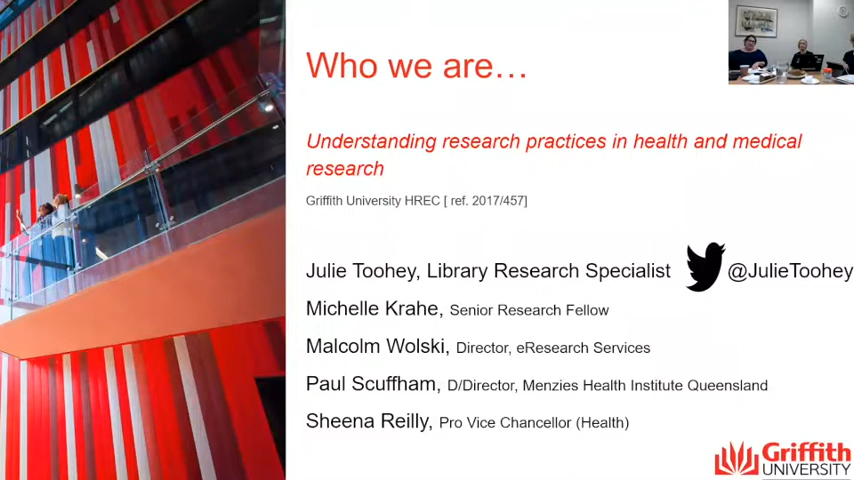 Who we are…
Understanding research practices in health and medical
research
Griffith University HREC [ ref. 2017/457]
Julie Toohey, Library Research Specialist @JulieToohey
Michelle Krahe, Senior Research Fellow
Malcolm Wolski, Director, eResearch Services
Paul Scuffham, D/Director, Menzies Health Institute Queensland
Sheena Reilly, Pro Vice Chancellor (Health)
Griffith
UNIVERSITY